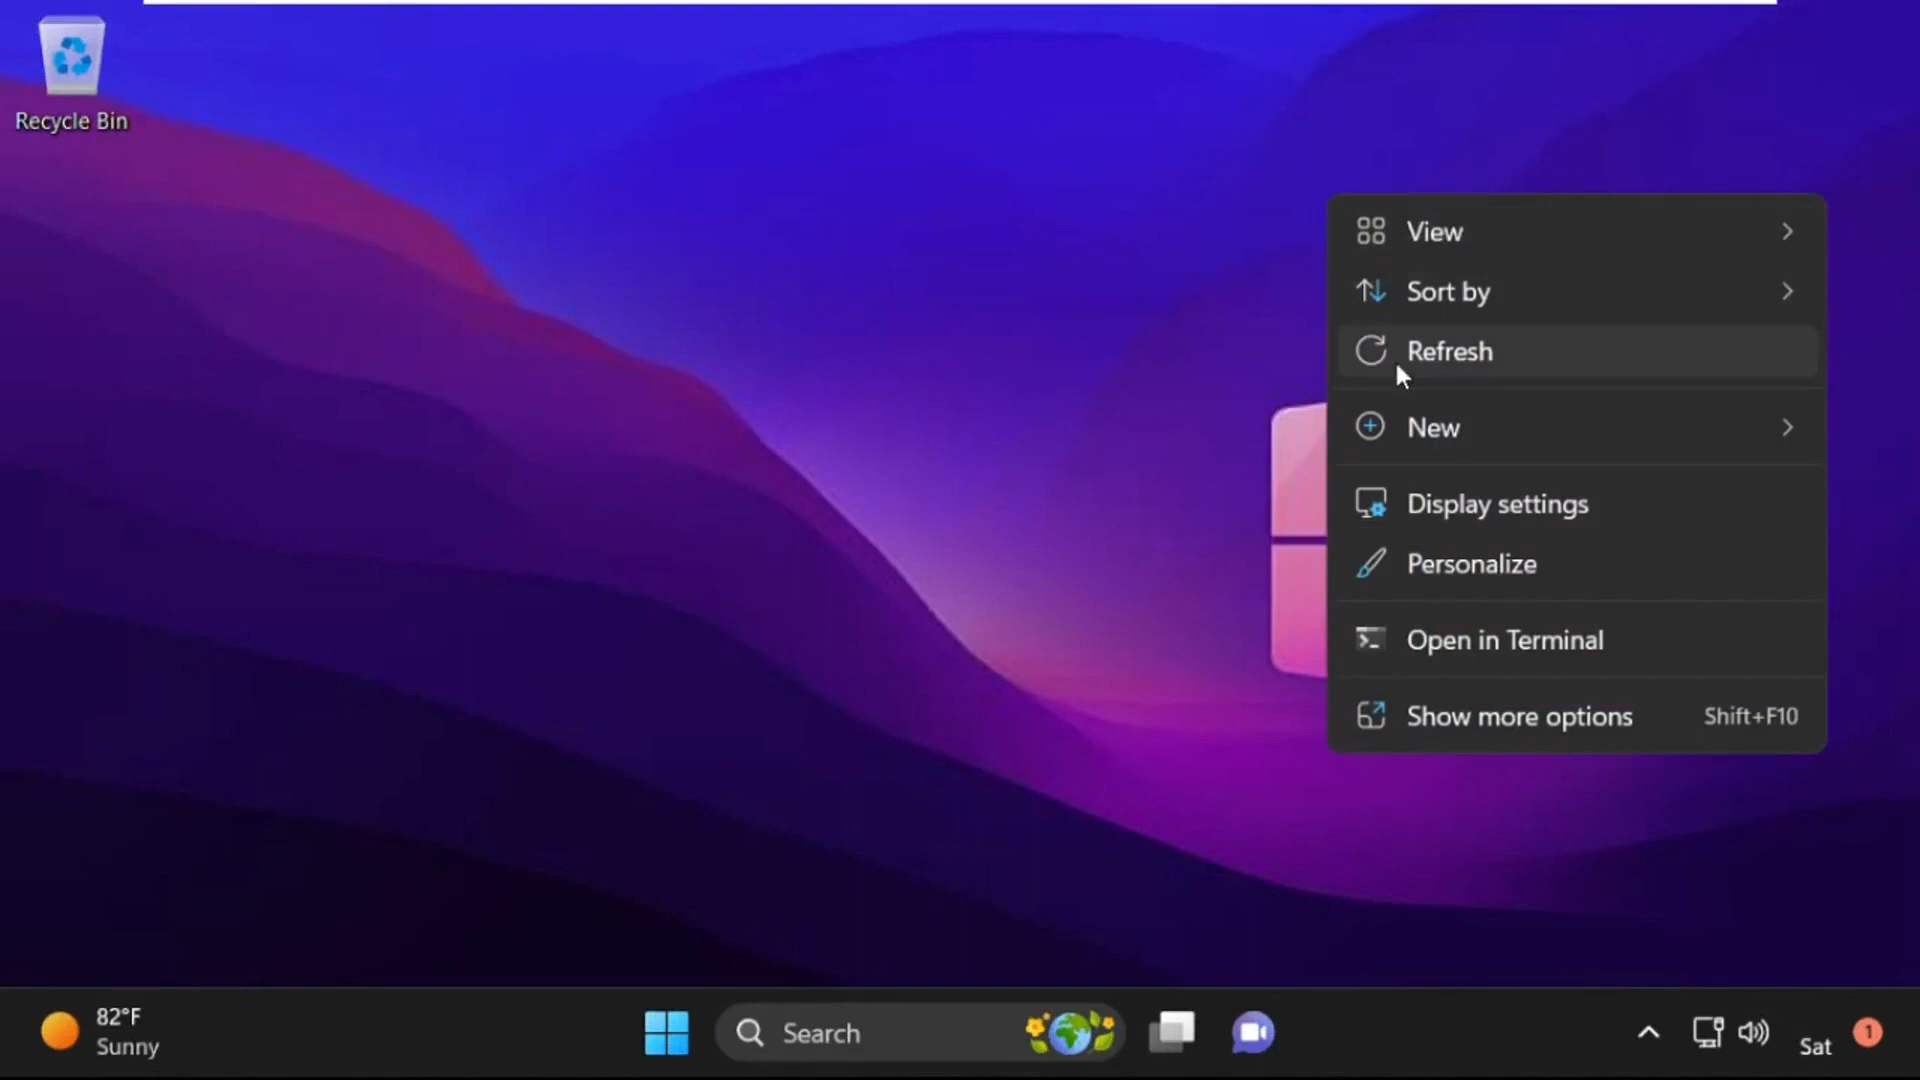 Recycle Bin
View
Sort by
Refresh
New
Display settings
Personalize
Open in Terminal
Show more options Shift+F10
82°F
Sunny
Search
Sat
1